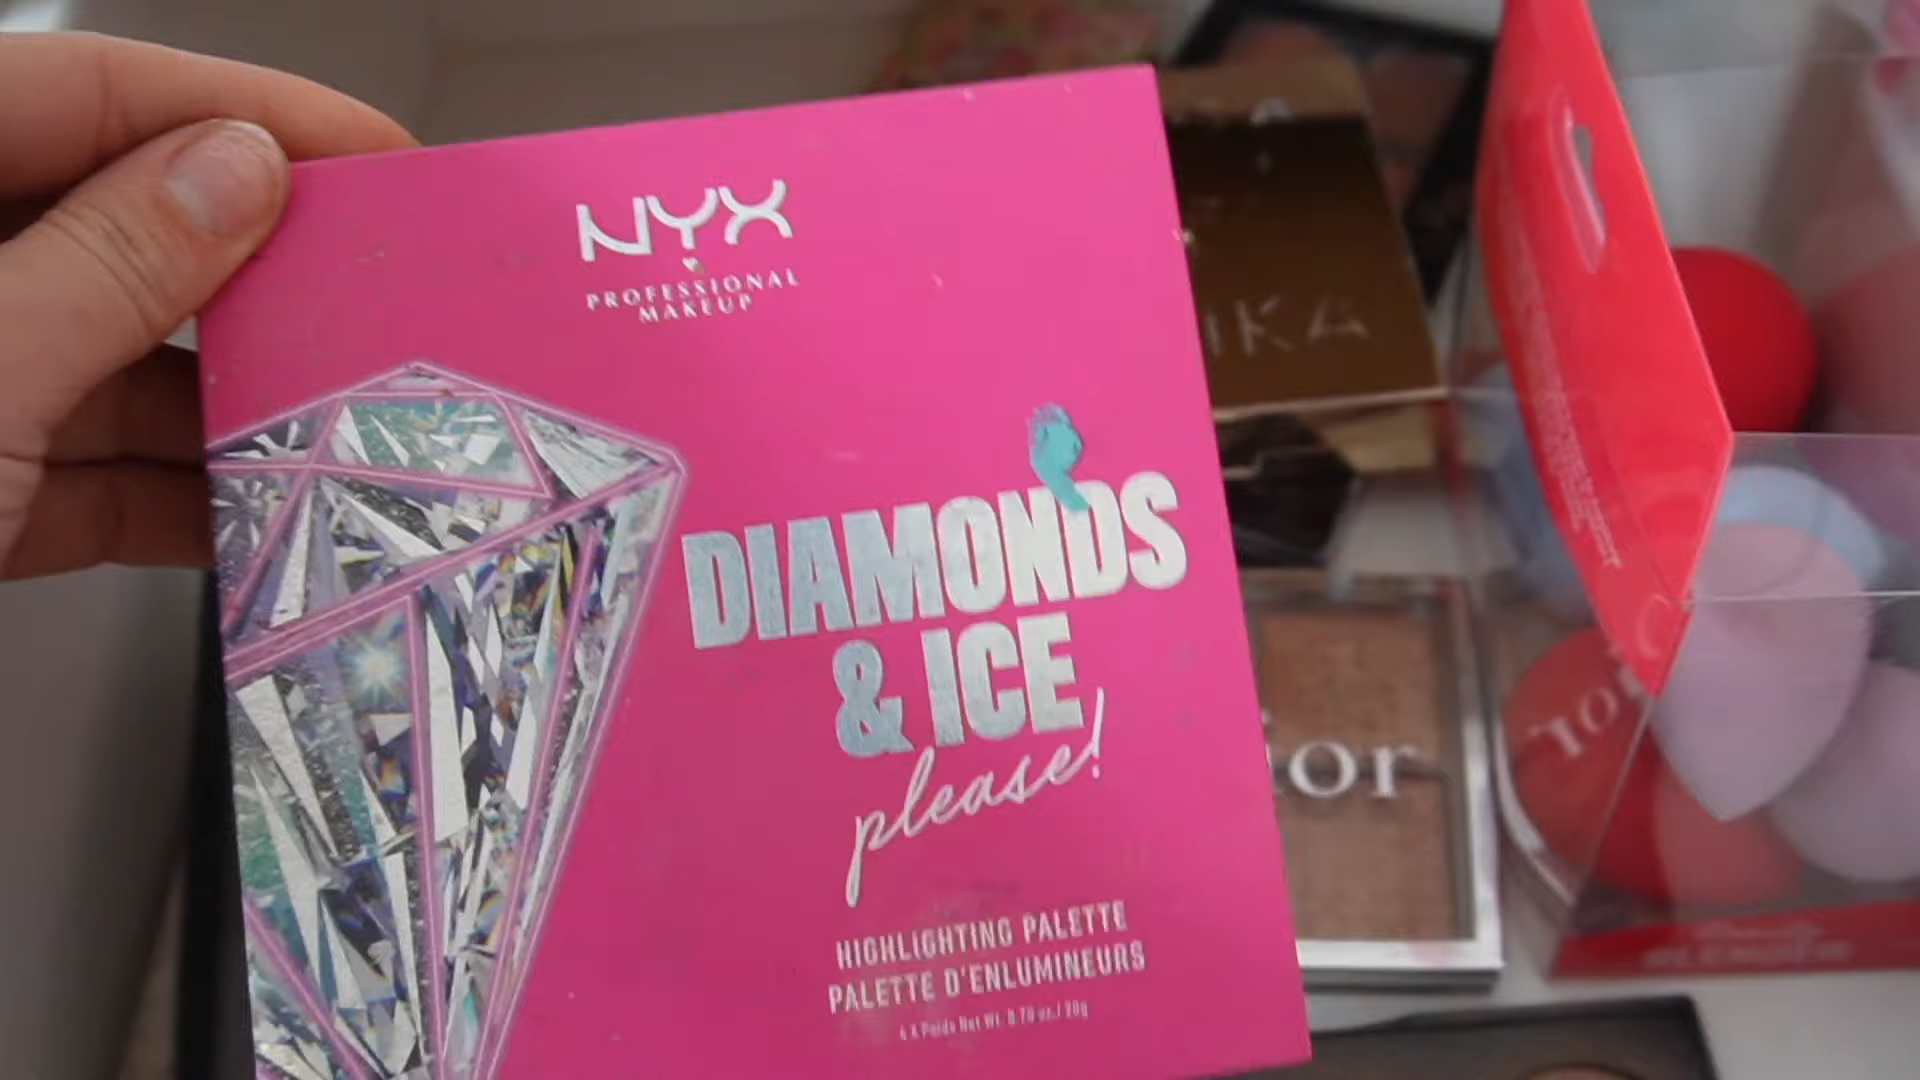 NYX
PROFESSIONAL
MAKEUP
DIAMONDS
& ICE
please!
HIGHLIGHTING PALETTE
PALETTE D'ENLUMINEURS
IKA
ior